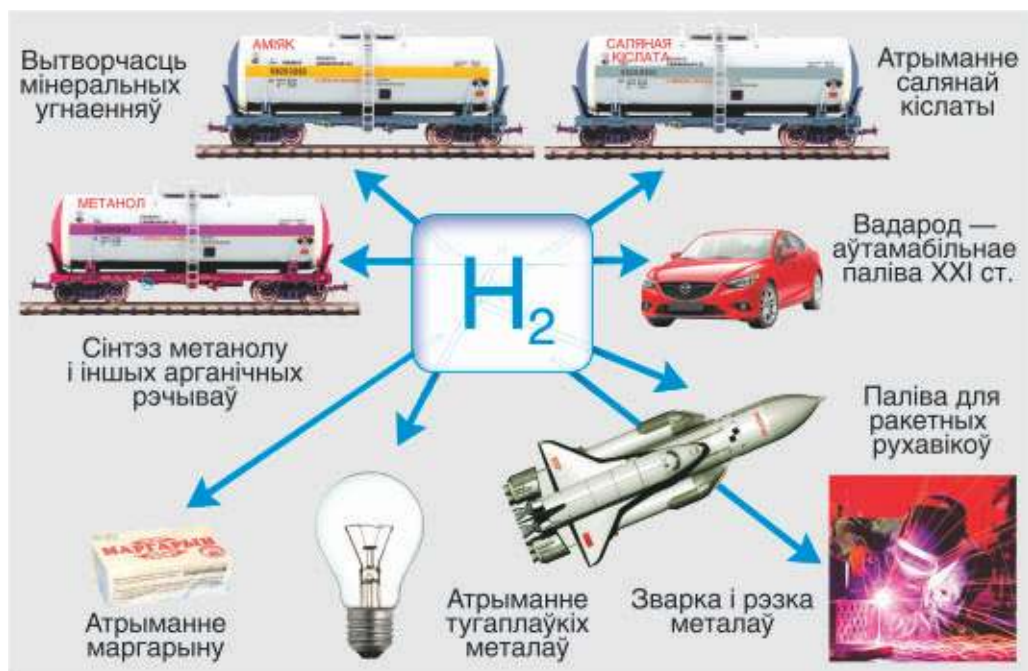 Вытворчасць
мінеральных
угнаенняў
АМІЯК
САЛЯНАЯ
КІСЛАТА
Атрыманне
салянай
кіслаты
МЕТАНОЛ
H₂
Вадарод —
аўтамабільнае
паліва XXI ст.
Сінтэз метанолу
і іншых арганічных
рэчываў
Паліва для
ракетных
рухавікоў
МАРГАРЫН
Атрыманне
маргарыну
Атрыманне
тугаплаўкіх
металаў
Зварка і рэзка
металаў